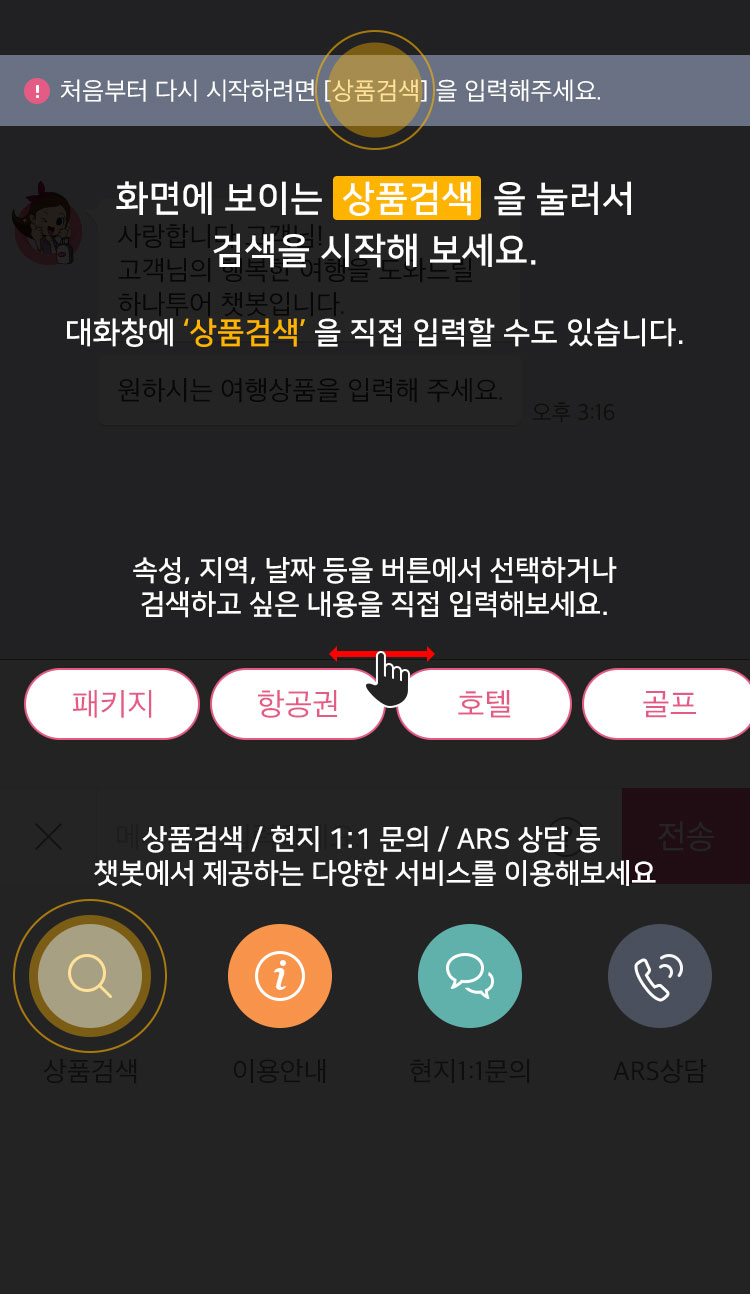 처음부터 다시 시작하려면 [상품검색] 을 입력해주세요.
화면에 보이는 상품검색 을 눌러서
검색을 시작해 보세요.
사랑합니다 고객님!
고객님의 행복한 여행을 도와드릴
하나투어 챗봇입니다.
대화창에 ‘상품검색’ 을 직접 입력할 수도 있습니다.
원하시는 여행상품을 입력해 주세요.
오후 3:16
속성, 지역, 날짜 등을 버튼에서 선택하거나
검색하고 싶은 내용을 직접 입력해보세요.
패키지 항공권 호텔 골프
전송
상품검색 / 현지 1:1 문의 / ARS 상담 등
챗봇에서 제공하는 다양한 서비스를 이용해보세요
상품검색 이용안내 현지1:1문의 ARS상담